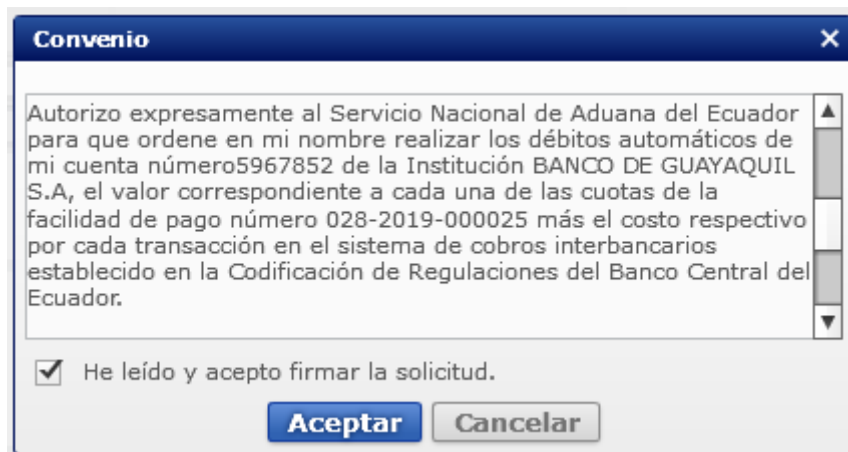 Convenio
Autorizo expresamente al Servicio Nacional de Aduana del Ecuador
para que ordene en mi nombre realizar los débitos automáticos de
mi cuenta número5967852 de la Institución BANCO DE GUAYAQUIL
S.A, el valor correspondiente a cada una de las cuotas de la
facilidad de pago número 028-2019-000025 más el costo respectivo
por cada transacción en el sistema de cobros interbancarios
establecido en la Codificación de Regulaciones del Banco Central del
Ecuador.
He leído y acepto firmar la solicitud.
Aceptar Cancelar